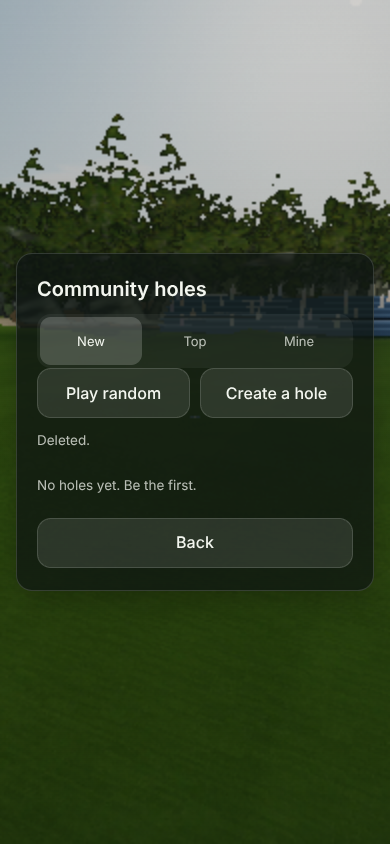 Community holes
New Top Mine
Play random Create a hole
Deleted.
No holes yet. Be the first.
Back